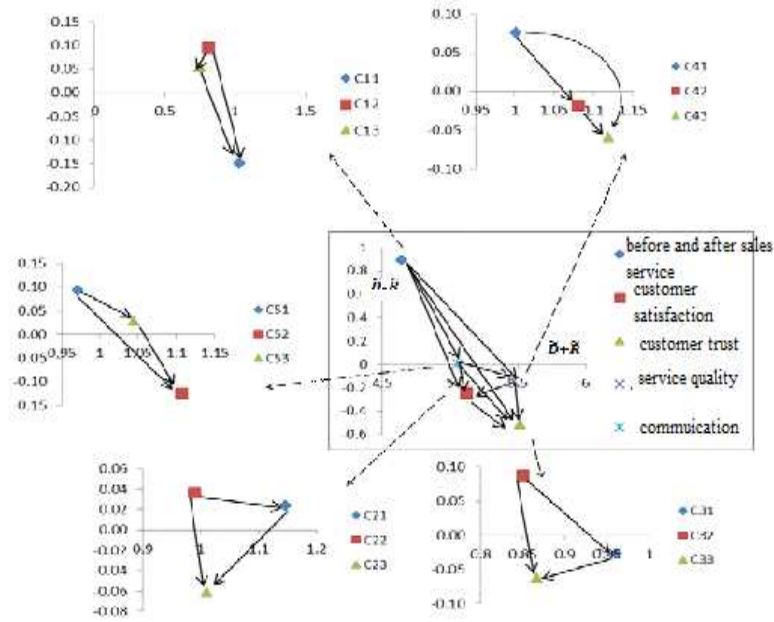 0.15
0.10
0.05
0.00
-0.05
-0.10
-0.15
-0.20
0 0.5 1 1.5
C11
C12
C13
0.10
0.05
0.00
-0.05
-0.10
0.95 1 1.05 1.1 1.15
C41
C42
C43
0.15
0.10
0.05
0.00
-0.05
-0.10
0.15
0.95 1 1.05 1.1 1.15
C51
C52
C53
1
0.8
0.6
0.4
0.2
0
-0.2
-0.4
-0.6
4.5 6
D+R
before and after sales
service
customer
satisfaction
customer trust
service quality
commuication
0.06
0.04
0.02
0.00
-0.02
-0.04
-0.06
-0.08
0.9 1 1.1 1.2
C21
C22
C23
0.10
0.05
0.00
-0.05
-0.10
0.8 0.85 0.9 0.95 1
C31
C32
C33